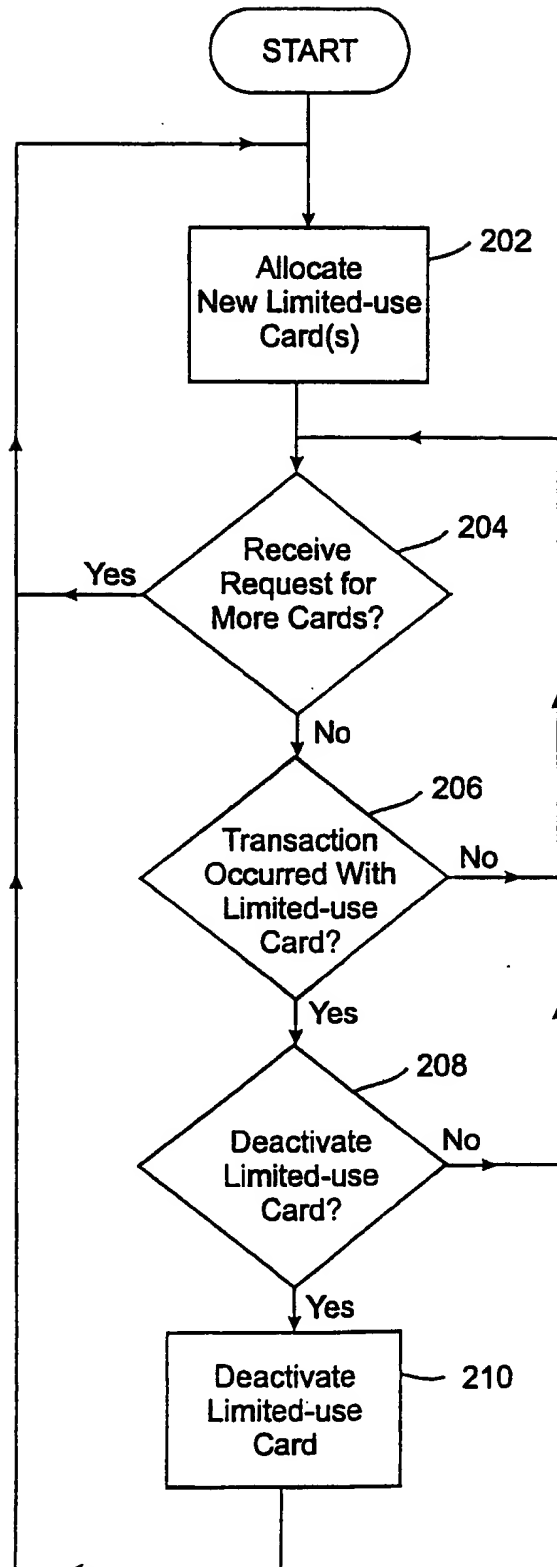 START
202
Allocate
New Limited-use
Card(s)
204
Receive
Request for
More Cards?
Yes
No
206
Transaction
Occurred With
Limited-use
Card?
No
Yes
208
Deactivate
Limited-use
Card?
No
Yes
210
Deactivate
Limited-use
Card